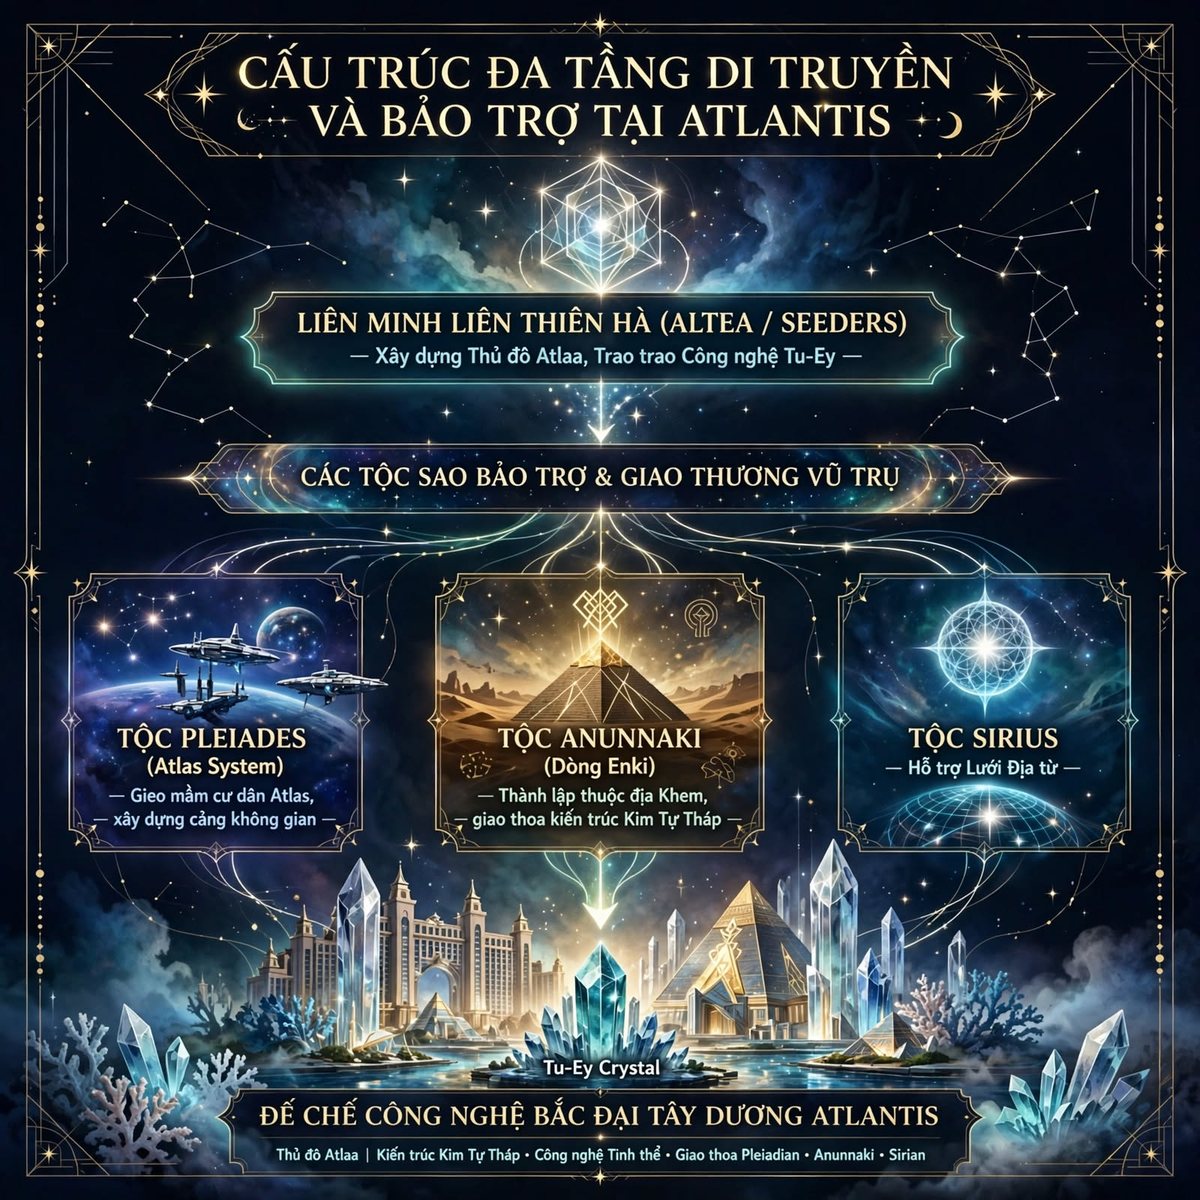 CẤU TRÚC ĐA TẦNG DI TRUYỀN
VÀ BẢO TRỢ TẠI ATLANTIS
LIÊN MINH LIÊN THIÊN HÀ (ALTEA / SEEDERS)
— Xây dựng Thủ đô Atlaa, Trao trao Công nghệ Tu-Ey —
CÁC TỘC SAO BẢO TRỢ & GIAO THƯƠNG VŨ TRỤ
TỘC PLEIADES
(Atlas System)
— Gieo mầm cư dân Atlas,
— xây dựng cảng không gian —
TỘC ANUNNAKI
(Dòng Enki)
— Thành lập thuộc địa Khem,
— giao thoa kiến trúc Kim Tự Tháp —
TỘC SIRIUS
— Hỗ trợ Lưới Địa từ —
Tu-Ey Crystal
ĐẾ CHẾ CÔNG NGHỆ BẮC ĐẠI TÂY DƯƠNG ATLANTIS
Thủ đô Atlaa | Kiến trúc Kim Tự Tháp • Công nghệ Tinh thể • Giao thoa Pleiadian • Anunnaki • Sirian